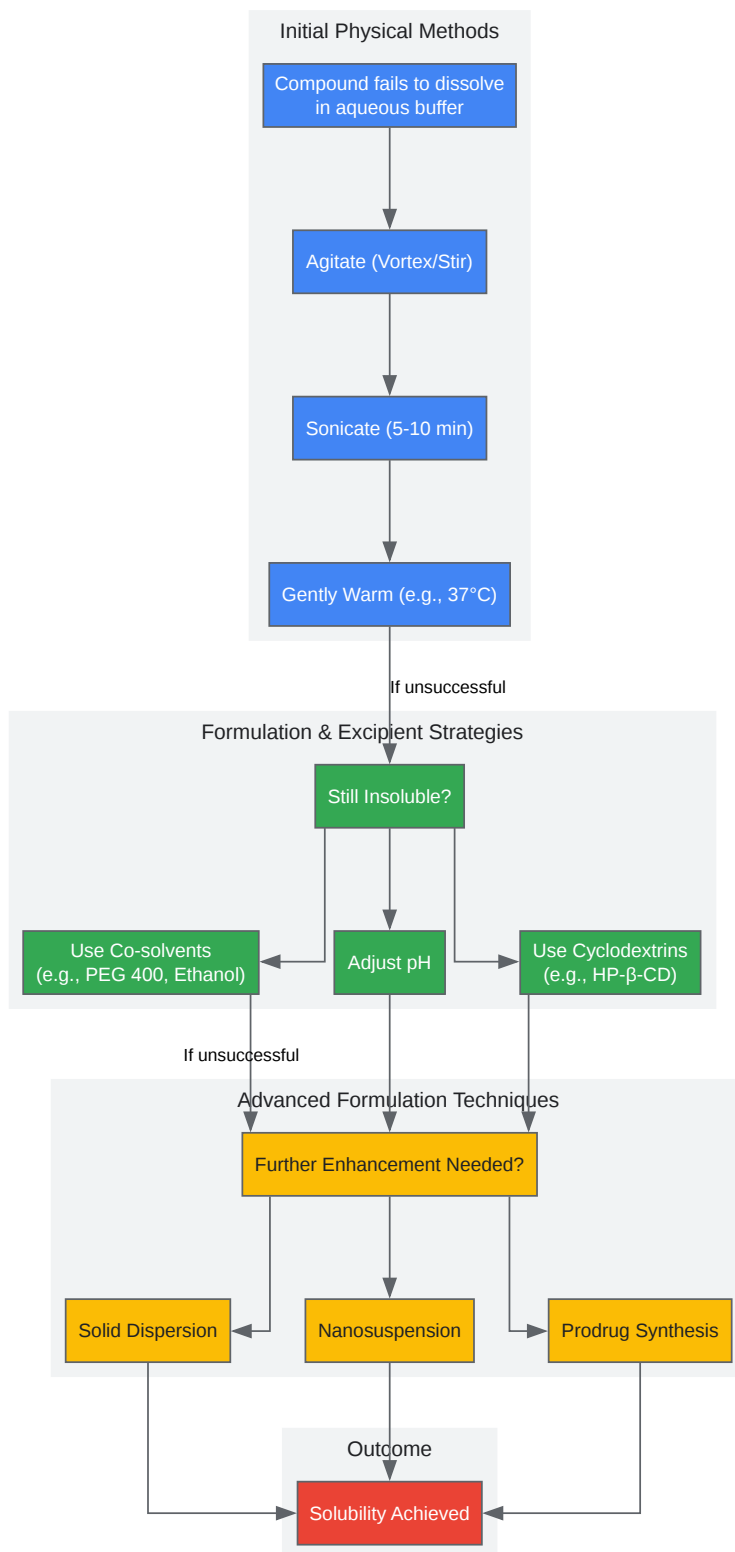 Initial Physical Methods
Compound fails to dissolve
in aqueous buffer
Agitate (Vortex/Stir)
Sonicate (5-10 min)
Gently Warm (e.g., 37°C)
If unsuccessful
Formulation & Excipient Strategies
Still Insoluble?
Use Co-solvents
(e.g., PEG 400, Ethanol)
Adjust pH
Use Cyclodextrins
(e.g., HP-β-CD)
If unsuccessful
Advanced Formulation Techniques
Further Enhancement Needed?
Solid Dispersion
Nanosuspension
Prodrug Synthesis
Outcome
Solubility Achieved